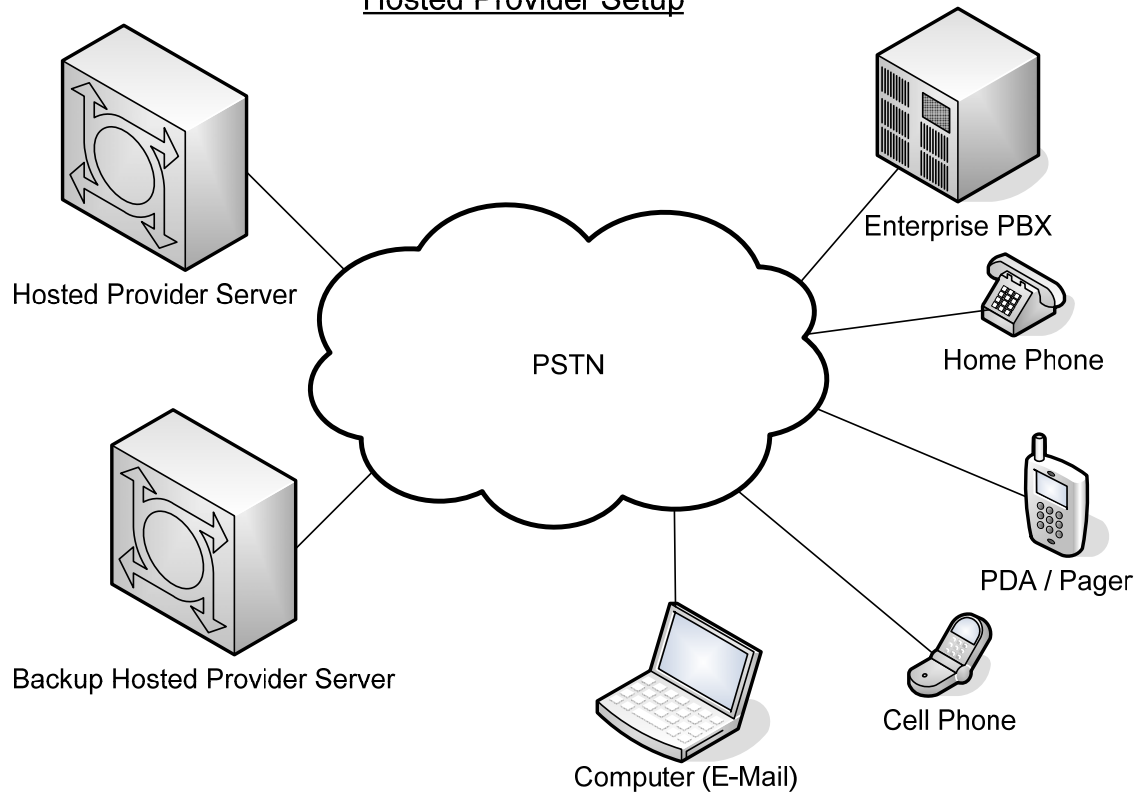 Hosted Provider Setup
Enterprise PBX
Hosted Provider Server
Home Phone
PSTN
PDA / Pager
Backup Hosted Provider Server
Cell Phone
Computer (E-Mail)